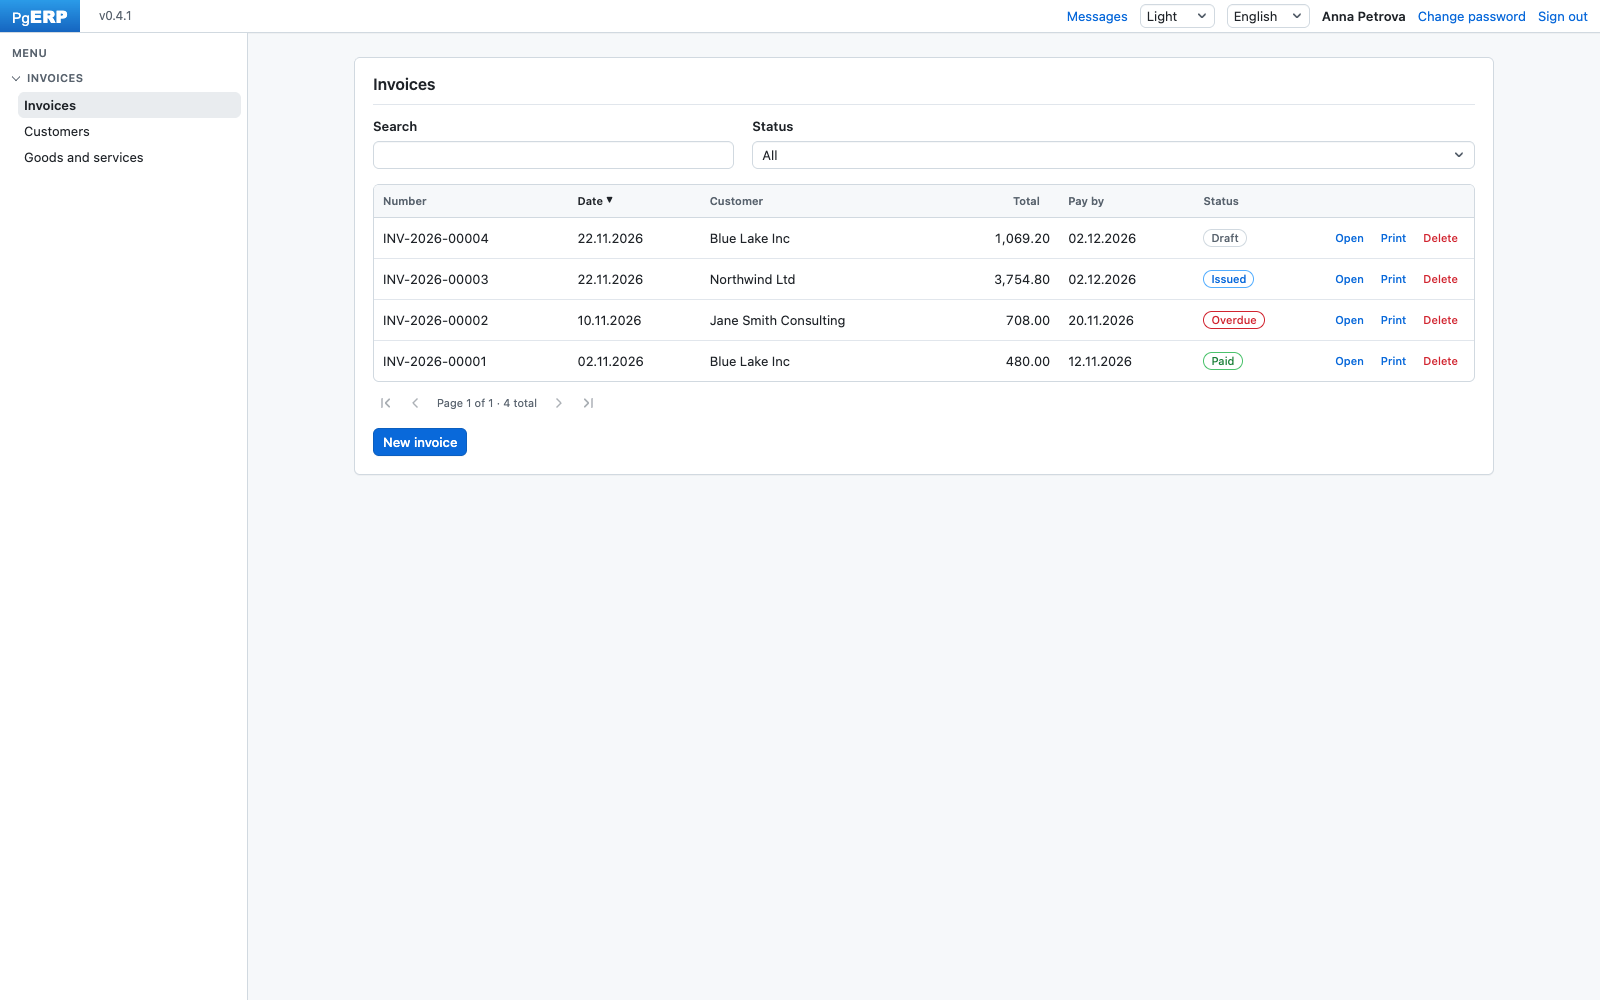 PgERP v0.4.1 Messages Light English Anna Petrova Change password Sign out
MENU
INVOICES
Invoices
Customers
Goods and services
Invoices
Search Status
All
Number Date ▼ Customer Total Pay by Status
INV-2026-00004 22.11.2026 Blue Lake Inc 1,069.20 02.12.2026 Draft Open Print Delete
INV-2026-00003 22.11.2026 Northwind Ltd 3,754.80 02.12.2026 Issued Open Print Delete
INV-2026-00002 10.11.2026 Jane Smith Consulting 708.00 20.11.2026 Overdue Open Print Delete
INV-2026-00001 02.11.2026 Blue Lake Inc 480.00 12.11.2026 Paid Open Print Delete
Page 1 of 1 · 4 total
New invoice